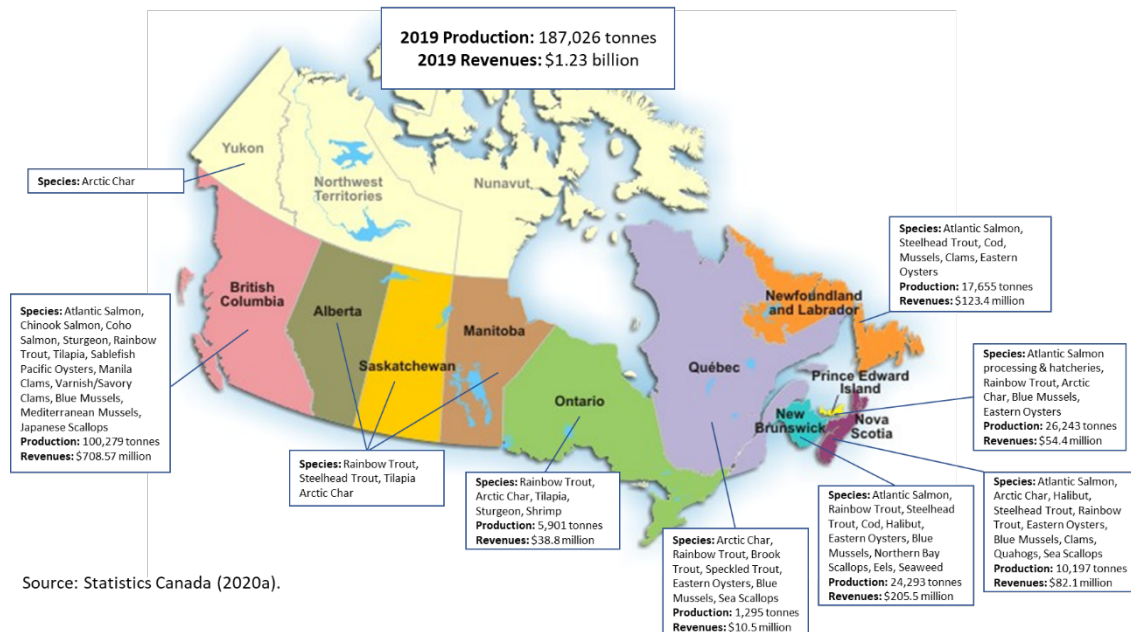 2019 Production: 187,026 tonnes
2019 Revenues: $1.23 billion
Yukon
Northwest
Territories
Nunavut
Species: Arctic Char
British
Columbia
Alberta
Saskatchewan
Manitoba
Ontario
Québec
Newfoundland
and Labrador
Prince Edward
Island
New
Brunswick
Nova
Scotia
Species: Atlantic Salmon,
Steelhead Trout, Cod,
Mussels, Clams, Eastern
Oysters
Production: 17,655 tonnes
Revenues: $123.4 million
Species: Atlantic Salmon,
Chinook Salmon, Coho
Salmon, Sturgeon, Rainbow
Trout, Tilapia, Sablefish
Pacific Oysters, Manila
Clams, Varnish/Savory
Clams, Blue Mussels,
Mediterranean Mussels,
Japanese Scallops
Production: 100,279 tonnes
Revenues: $708.57 million
Species: Atlantic Salmon
processing & hatcheries,
Rainbow Trout, Arctic
Char, Blue Mussels,
Eastern Oysters
Production: 26,243 tonnes
Revenues: $54.4 million
Species: Rainbow Trout,
Steelhead Trout, Tilapia
Arctic Char
Species: Rainbow Trout,
Arctic Char, Tilapia,
Sturgeon, Shrimp
Production: 5,901 tonnes
Revenues: $38.8 million
Species: Arctic Char,
Rainbow Trout, Brook
Trout, Speckled Trout,
Eastern Oysters, Blue
Mussels, Sea Scallops
Production: 1,295 tonnes
Revenues: $10.5 million
Species: Atlantic Salmon,
Rainbow Trout, Steelhead
Trout, Cod, Halibut,
Eastern Oysters, Blue
Mussels, Northern Bay
Scallops, Eels, Seaweed
Production: 24,293 tonnes
Revenues: $205.5 million
Species: Atlantic Salmon,
Arctic Char, Halibut,
Steelhead Trout, Rainbow
Trout, Eastern Oysters,
Blue Mussels, Clams,
Quahogs, Sea Scallops
Production: 10,197 tonnes
Revenues: $82.1 million
Source: Statistics Canada (2020a).